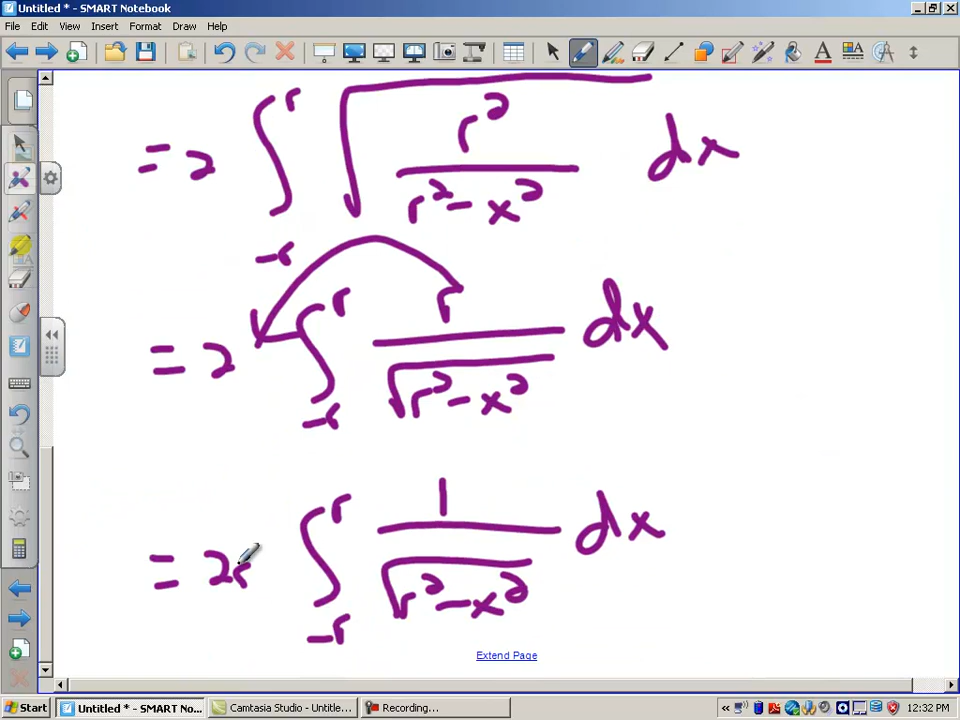 Untitled * - SMART Notebook
File Edit View Insert Format Draw Help
= 2 ∫_{-r}^{r} √(r²/(r² - x²)) dx
= 2 ∫_{-r}^{r} r/√(r² - x²) dx
= 2r ∫_{-r}^{r} 1/√(r² - x²) dx
Extend Page
Start Untitled * - SMART No... Camtasia Studio - Untitle... Recording... 12:32 PM